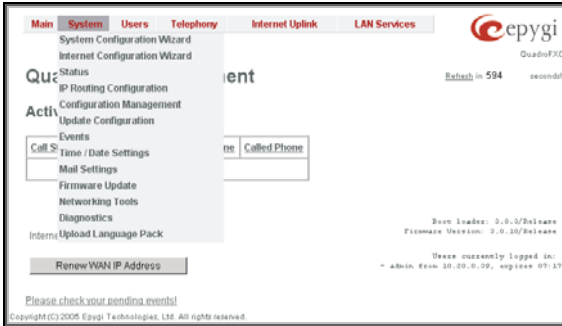 Main System Users Telephony Internet Uplink LAN Services
epygi
QuadroFXO
System Configuration Wizard
Internet Configuration Wizard
Status
IP Routing Configuration
Configuration Management
Update Configuration
Events
Time / Date Settings
Mail Settings
Firmware Update
Networking Tools
Diagnostics
Upload Language Pack
Qua ent
Refresh in 594 seconds
Activ
Call S ne Called Phone
Interne
Boot loader: 3.0.0/Release
Firmware Version: 3.0.10/Release
Renew WAN IP Address
Users currently logged in:
- admin from 10.20.0.29, expires 07:17
Please check your pending events!
Copyright (C) 2005 Epygi Technologies, Ltd. All rights reserved.